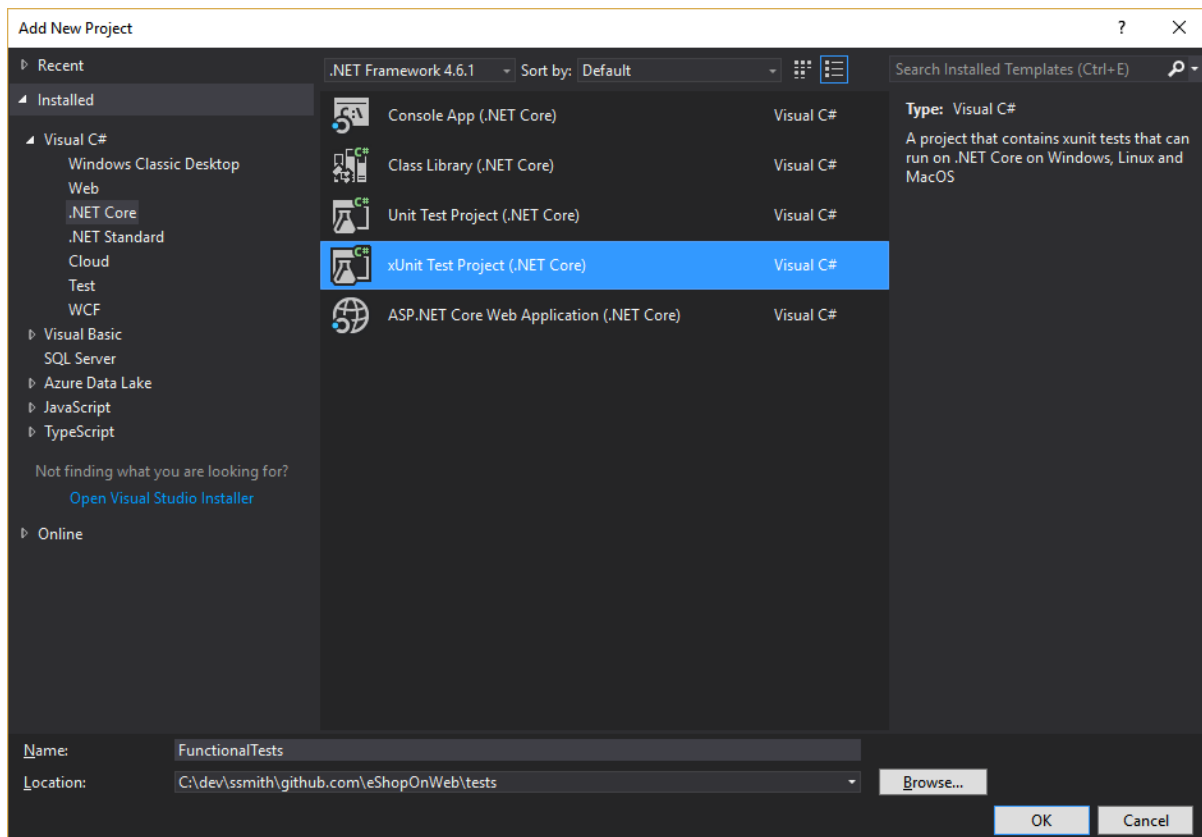 Add New Project
?
Recent
Installed
Visual C#
Windows Classic Desktop
Web
.NET Core
.NET Standard
Cloud
Test
WCF
Visual Basic
SQL Server
Azure Data Lake
JavaScript
TypeScript
Not finding what you are looking for?
Open Visual Studio Installer
Online
.NET Framework 4.6.1
Sort by: Default
C:\ Console App (.NET Core) Visual C#
C# Class Library (.NET Core) Visual C#
C# Unit Test Project (.NET Core) Visual C#
C# xUnit Test Project (.NET Core) Visual C#
ASP.NET Core Web Application (.NET Core) Visual C#
Search Installed Templates (Ctrl+E)
Type: Visual C#
A project that contains xunit tests that can
run on .NET Core on Windows, Linux and
MacOS
Name: FunctionalTests
Location: C:\dev\ssmith\github.com\eShopOnWeb\tests
Browse...
OK Cancel